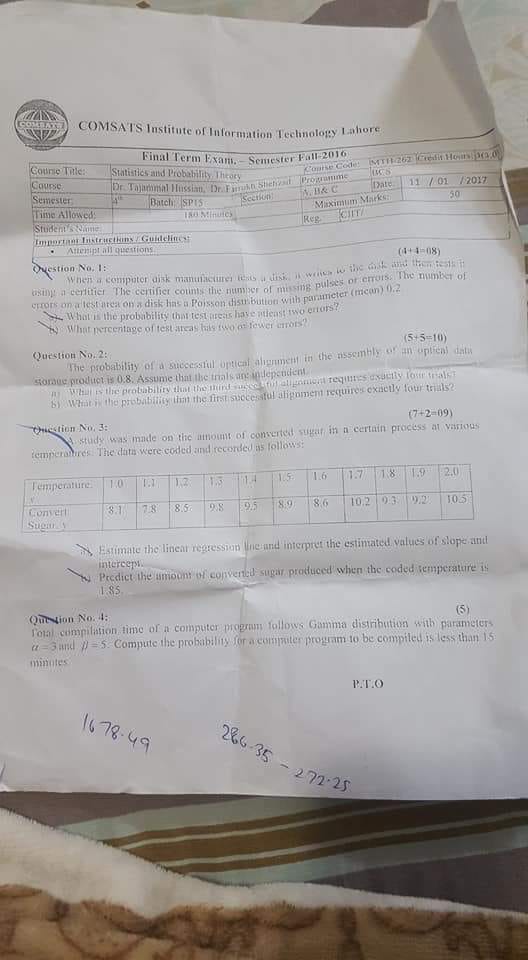 COMSATS
COMSATS Institute of Information Technology Lahore
Final Term Exam, – Semester Fall-2016
Course Title: Statistics and Probability Theory Course Code: MTH-262 Credit Hours: 3(3,0)
Course Dr. Tajammal Hussian, Dr. Farrukh Shehzad Programme
Semester: 4th Batch: SP15 Section: A, B& C Date: 11 / 01 / 2017
Time Allowed: 180 Minutes Maximum Marks: 50
Student's Name: Reg. CIIT/
Important Instructions / Guidelines:
• Attempt all questions.
Question No. 1: (4+4=08)
When a computer disk manufacturer tests a disk, it writes to the disk and then tests it
using a certifier. The certifier counts the number of missing pulses or errors. The number of
errors on a test area on a disk has a Poisson distribution with parameter (mean) 0.2
What is the probability that test areas have atleast two errors?
What percentage of test areas has two or fewer errors?
Question No. 2: (5+5=10)
The probability of a successful optical alignment in the assembly of an optical data
storage product is 0.8. Assume that the trials are independent.
a) What is the probability that the third successful alignment requires exactly four trials?
b) What is the probability that the first successful alignment requires exactly four trials?
Question No. 3: (7+2=09)
A study was made on the amount of converted sugar in a certain process at various
temperatures. The data were coded and recorded as follows:
Temperature, x 1.0 1.1 1.2 1.3 1.4 1.5 1.6 1.7 1.8 1.9 2.0
Convert Sugar, y 8.1 7.8 8.5 9.8 9.5 8.9 8.6 10.2 9.3 9.2 10.5
Estimate the linear regression line and interpret the estimated values of slope and
intercept.
Predict the amount of converted sugar produced when the coded temperature is
1.85.
Question No. 4: (5)
Total compilation time of a computer program follows Gamma distribution with parameters
α = 3 and β = 5. Compute the probability for a computer program to be compiled is less than 15
minutes.
P.T.O
1678.49
286.35 - 272.25